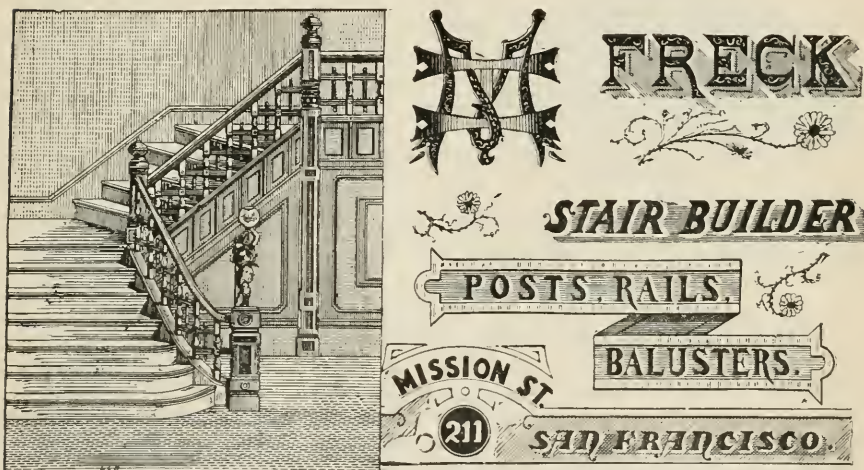 M FRECK
STAIR BUILDER
POSTS, RAILS,
BALUSTERS.
MISSION ST.
211
SAN FRANCISCO.